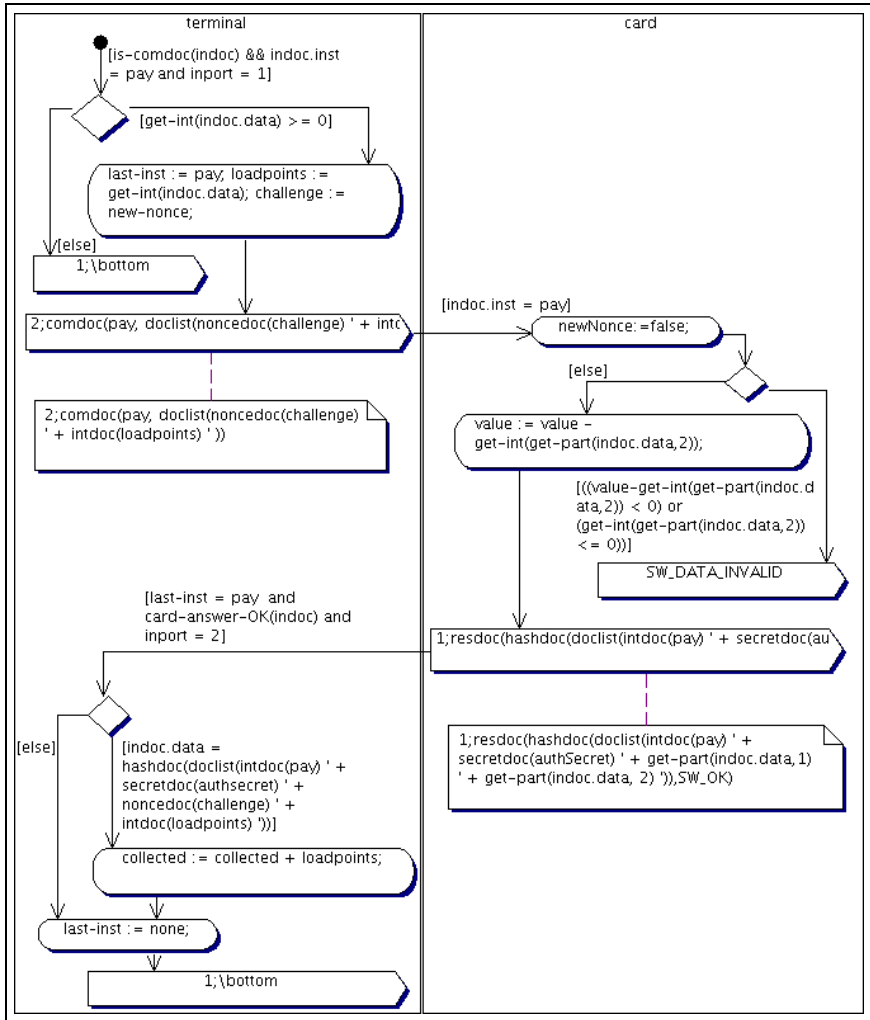 terminal
card
[is-comdoc(indoc) && indoc.inst
= pay and inport = 1]
[get-int(indoc.data) >= 0]
last-inst := pay; loadpoints :=
get-int(indoc.data); challenge :=
new-nonce;
[else]
1;\bottom
2;comdoc(pay, doclist(noncedoc(challenge) ' + intc
[indoc.inst = pay]
newNonce:=false;
[else]
2;comdoc(pay, doclist(noncedoc(challenge)
' + intdoc(loadpoints) ' ))
value := value -
get-int(get-part(indoc.data,2));
[((value-get-int(get-part(indoc.d
ata,2)) < 0) or
(get-int(get-part(indoc.data,2))
<= 0))]
SW_DATA_INVALID
[last-inst = pay and
card-answer-OK(indoc) and
inport = 2]
1;resdoc(hashdoc(doclist(intdoc(pay) ' + secretdoc(au
[else]
[indoc.data =
hashdoc(doclist(intdoc(pay) ' +
secretdoc(authsecret) ' +
noncedoc(challenge) ' +
intdoc(loadpoints) '))]
1;resdoc(hashdoc(doclist(intdoc(pay) ' +
secretdoc(authSecret) ' + get-part(indoc.data,1)
' + get-part(indoc.data, 2) ')),SW_OK)
collected := collected + loadpoints;
last-inst := none;
1;\bottom